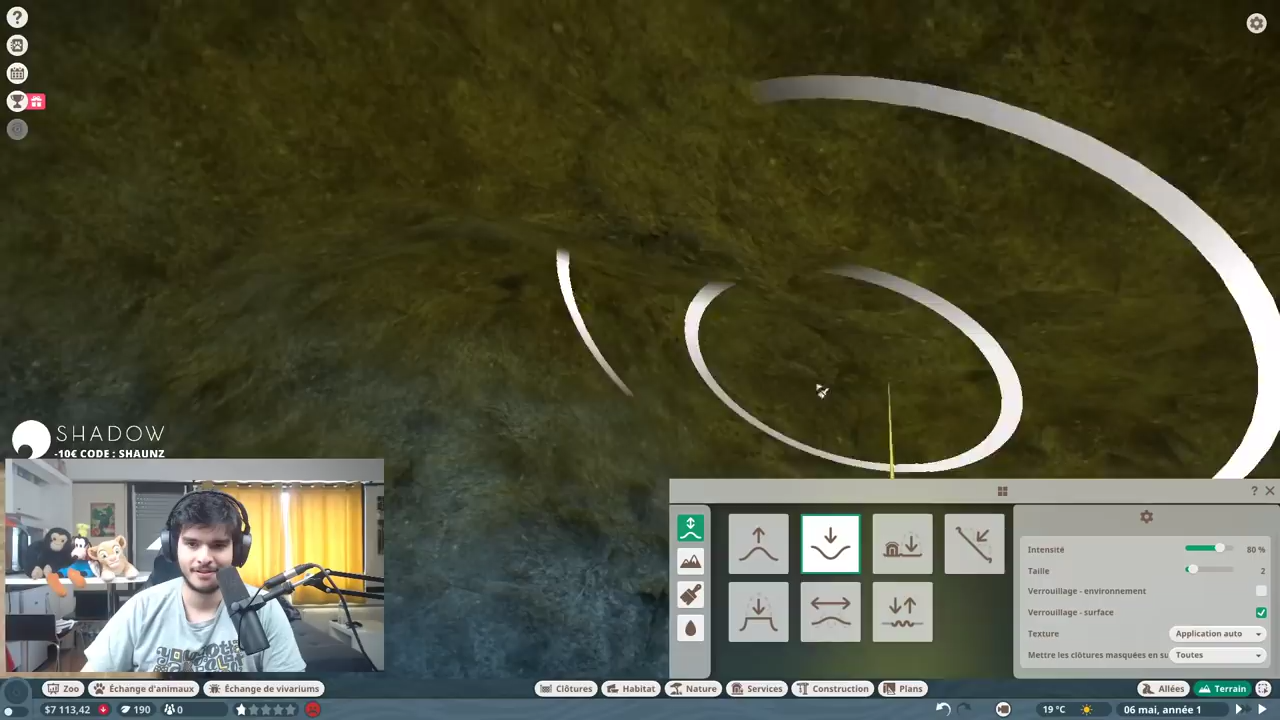 SHADOW
-10€ CODE : SHAUNZ
Intensité 80 %
Taille 2
Verrouillage - environnement
Verrouillage - surface
Texture Application auto
Mettre les clôtures masquées en su Toutes
Zoo
Échange d'animaux
Échange de vivariums
Clôtures
Habitat
Nature
Services
Construction
Plans
Allées
Terrain
$7 113,42
190
0
19 °C
06 mai, année 1